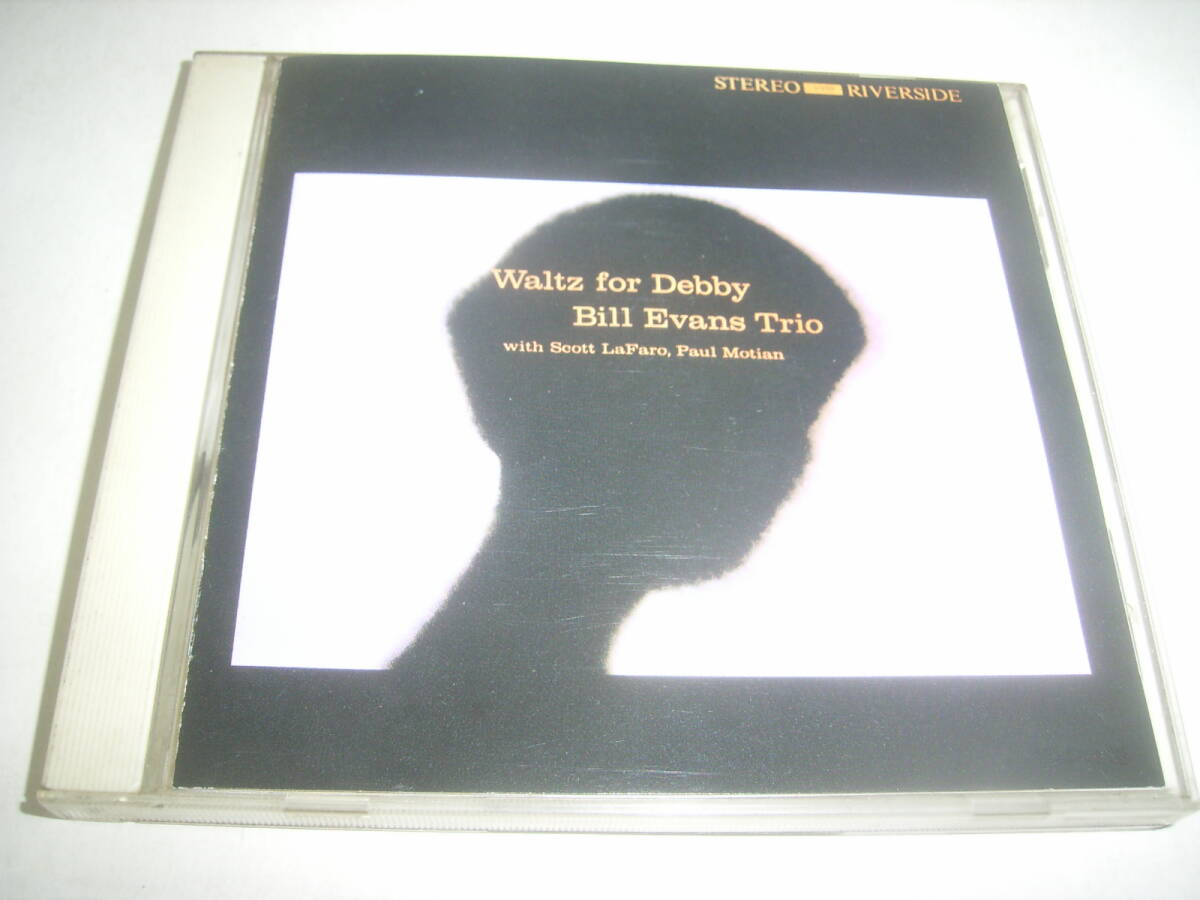 STEREO RIVERSIDE
Waltz for Debby
Bill Evans Trio
with Scott LaFaro, Paul Motian